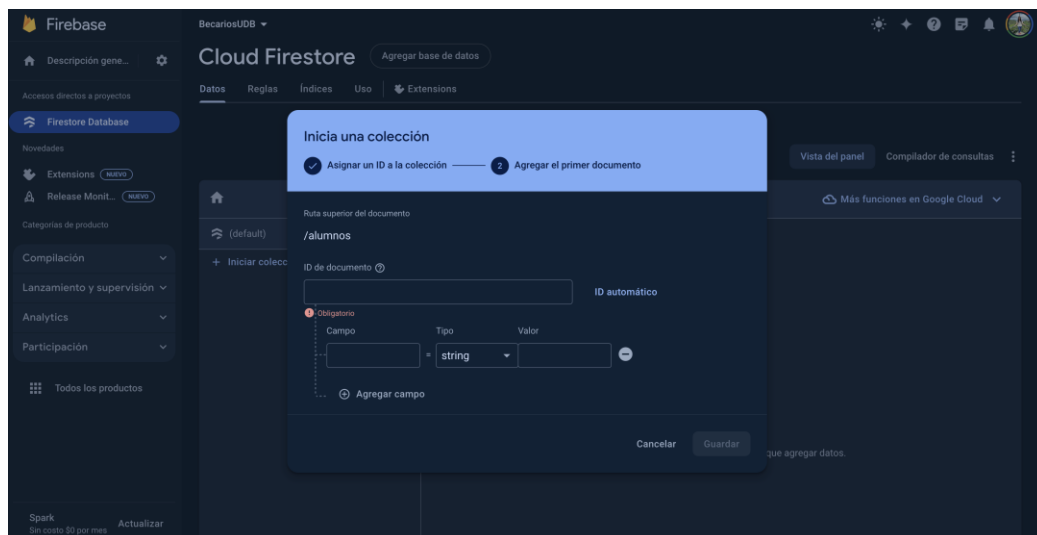 Firebase
BecariosUDB
Descripción gene...
Cloud Firestore
Agregar base de datos
Accesos directos a proyectos
Datos Reglas Índices Uso Extensions
Firestore Database
Novedades
Extensions NUEVO
Release Monit... NUEVO
Categorías de producto
Compilación
Lanzamiento y supervisión
Analytics
Participación
Todos los productos
Spark
Sin costo $0 por mes
Actualizar
Vista del panel Compilador de consultas
Más funciones en Google Cloud
(default)
+ Iniciar colecc
Inicia una colección
Asignar un ID a la colección 2 Agregar el primer documento
Ruta superior del documento
/alumnos
ID de documento
ID automático
Obligatorio
Campo Tipo Valor
= string
Agregar campo
Cancelar Guardar
que agregar datos.